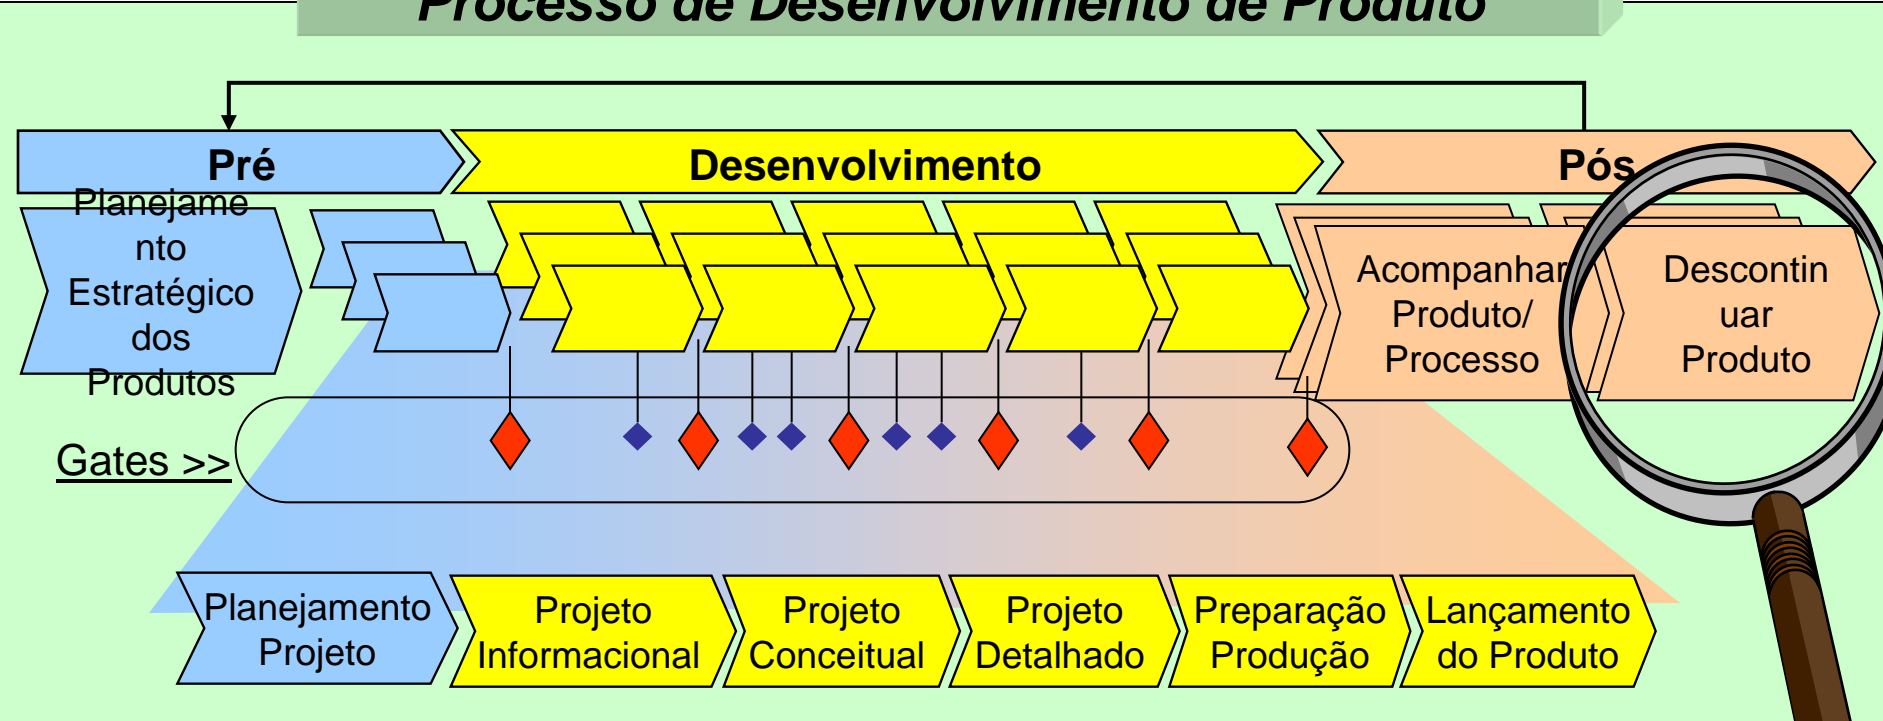 Processo de Desenvolvimento de Produto
Pré
Desenvolvimento
Pós
Planejame
nto
Estratégico
dos
Produtos
Acompanhar
Produto/
Processo
Descontin
uar
Produto
Gates >>
Planejamento
Projeto
Projeto
Informacional
Projeto
Conceitual
Projeto
Detalhado
Preparação
Produção
Lançamento
do Produto